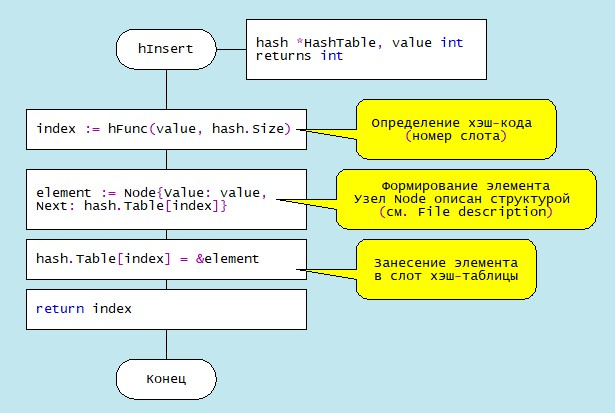 hInsert
hash *HashTable, value int
returns int
index := hFunc(value, hash.Size)
Определение хэш-кода
(номер слота)
element := Node{Value: value,
Next: hash.Table[index]}
Формирование элемента
Узел Node описан структурой
(см. File description)
hash.Table[index] = &element
Занесение элемента
в слот хэш-таблицы
return index
Конец